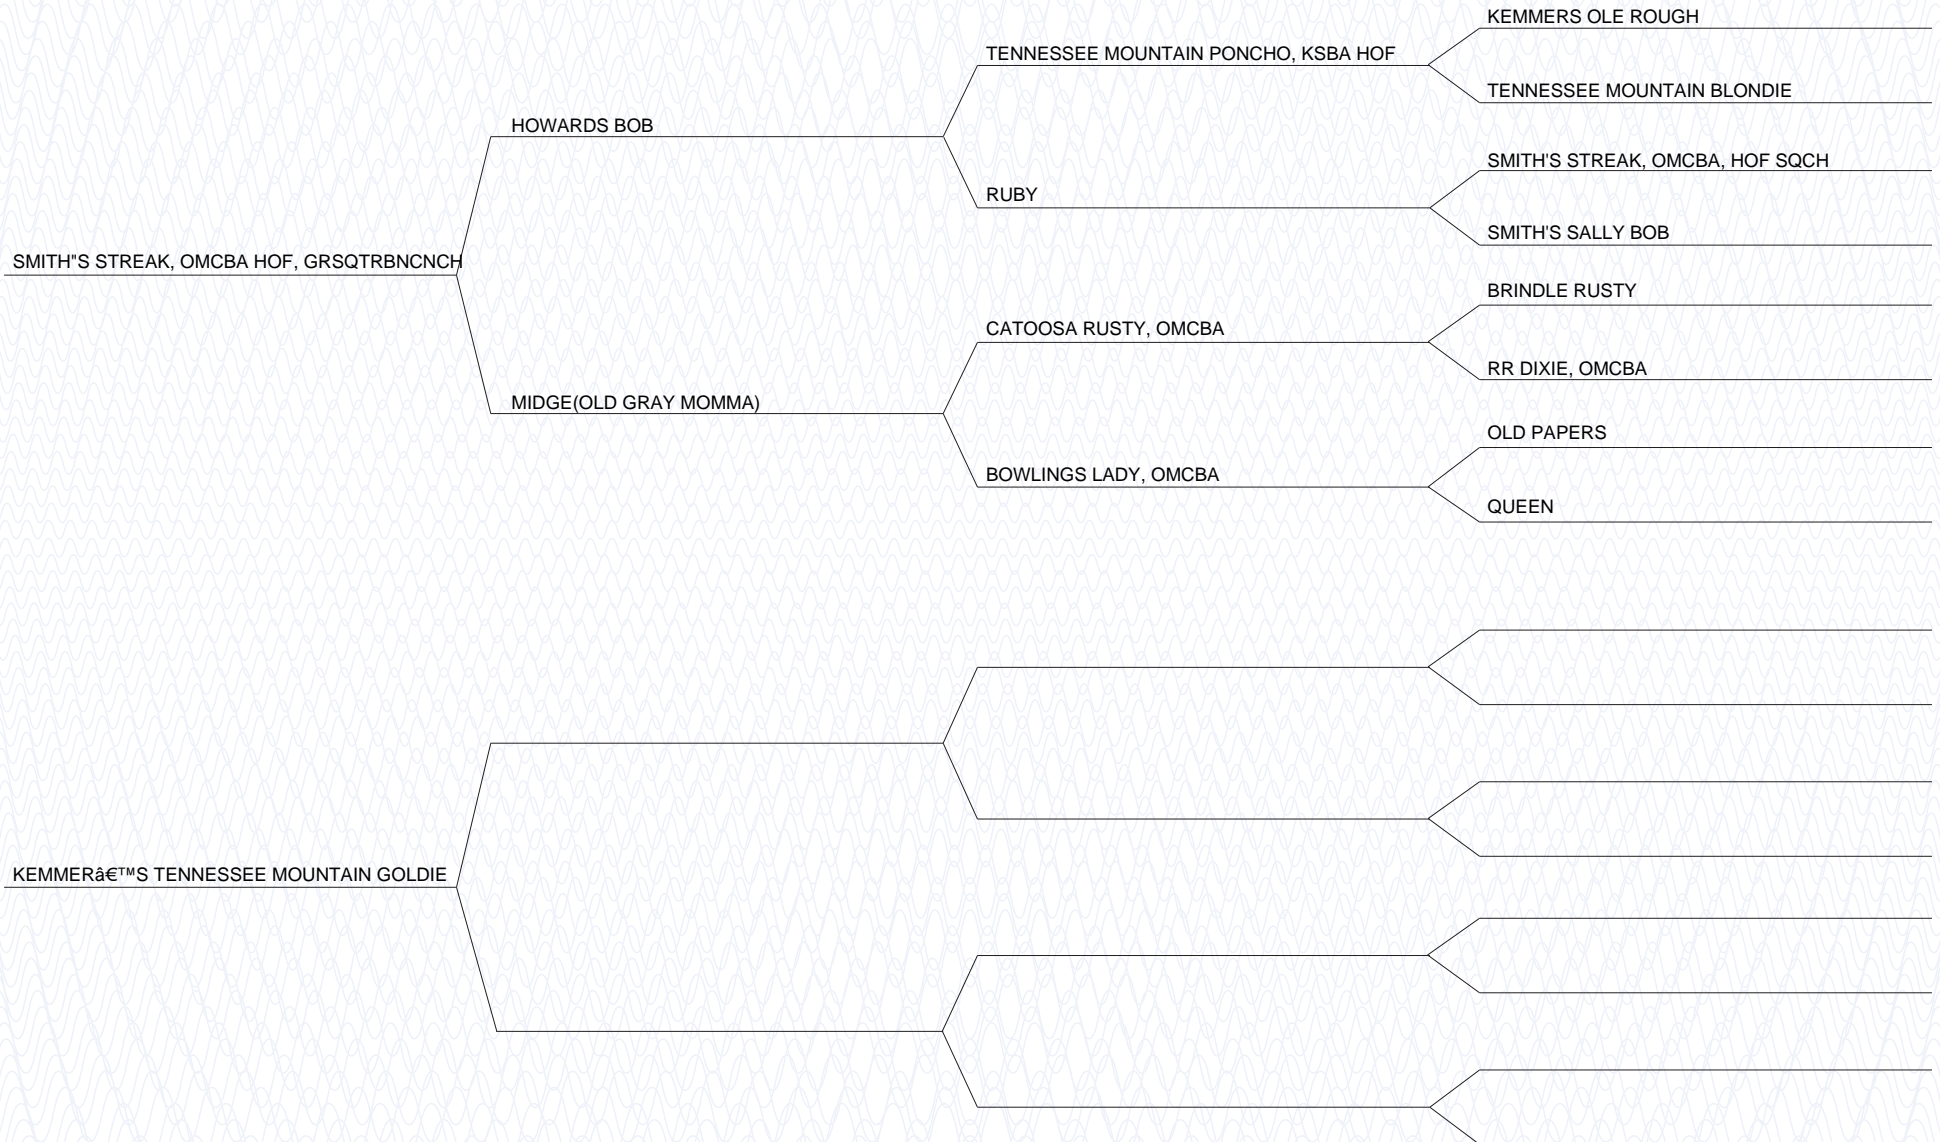 KEMMERS OLE ROUGH
TENNESSEE MOUNTAIN PONCHO, KSBA HOF
TENNESSEE MOUNTAIN BLONDIE
HOWARDS BOB
SMITH'S STREAK, OMCBA, HOF SQCH
RUBY
SMITH'S SALLY BOB
SMITH"S STREAK, OMCBA HOF, GRSQTRBNCNCH
BRINDLE RUSTY
CATOOSA RUSTY, OMCBA
RR DIXIE, OMCBA
MIDGE(OLD GRAY MOMMA)
OLD PAPERS
BOWLINGS LADY, OMCBA
QUEEN
KEMMERâ€™S TENNESSEE MOUNTAIN GOLDIE